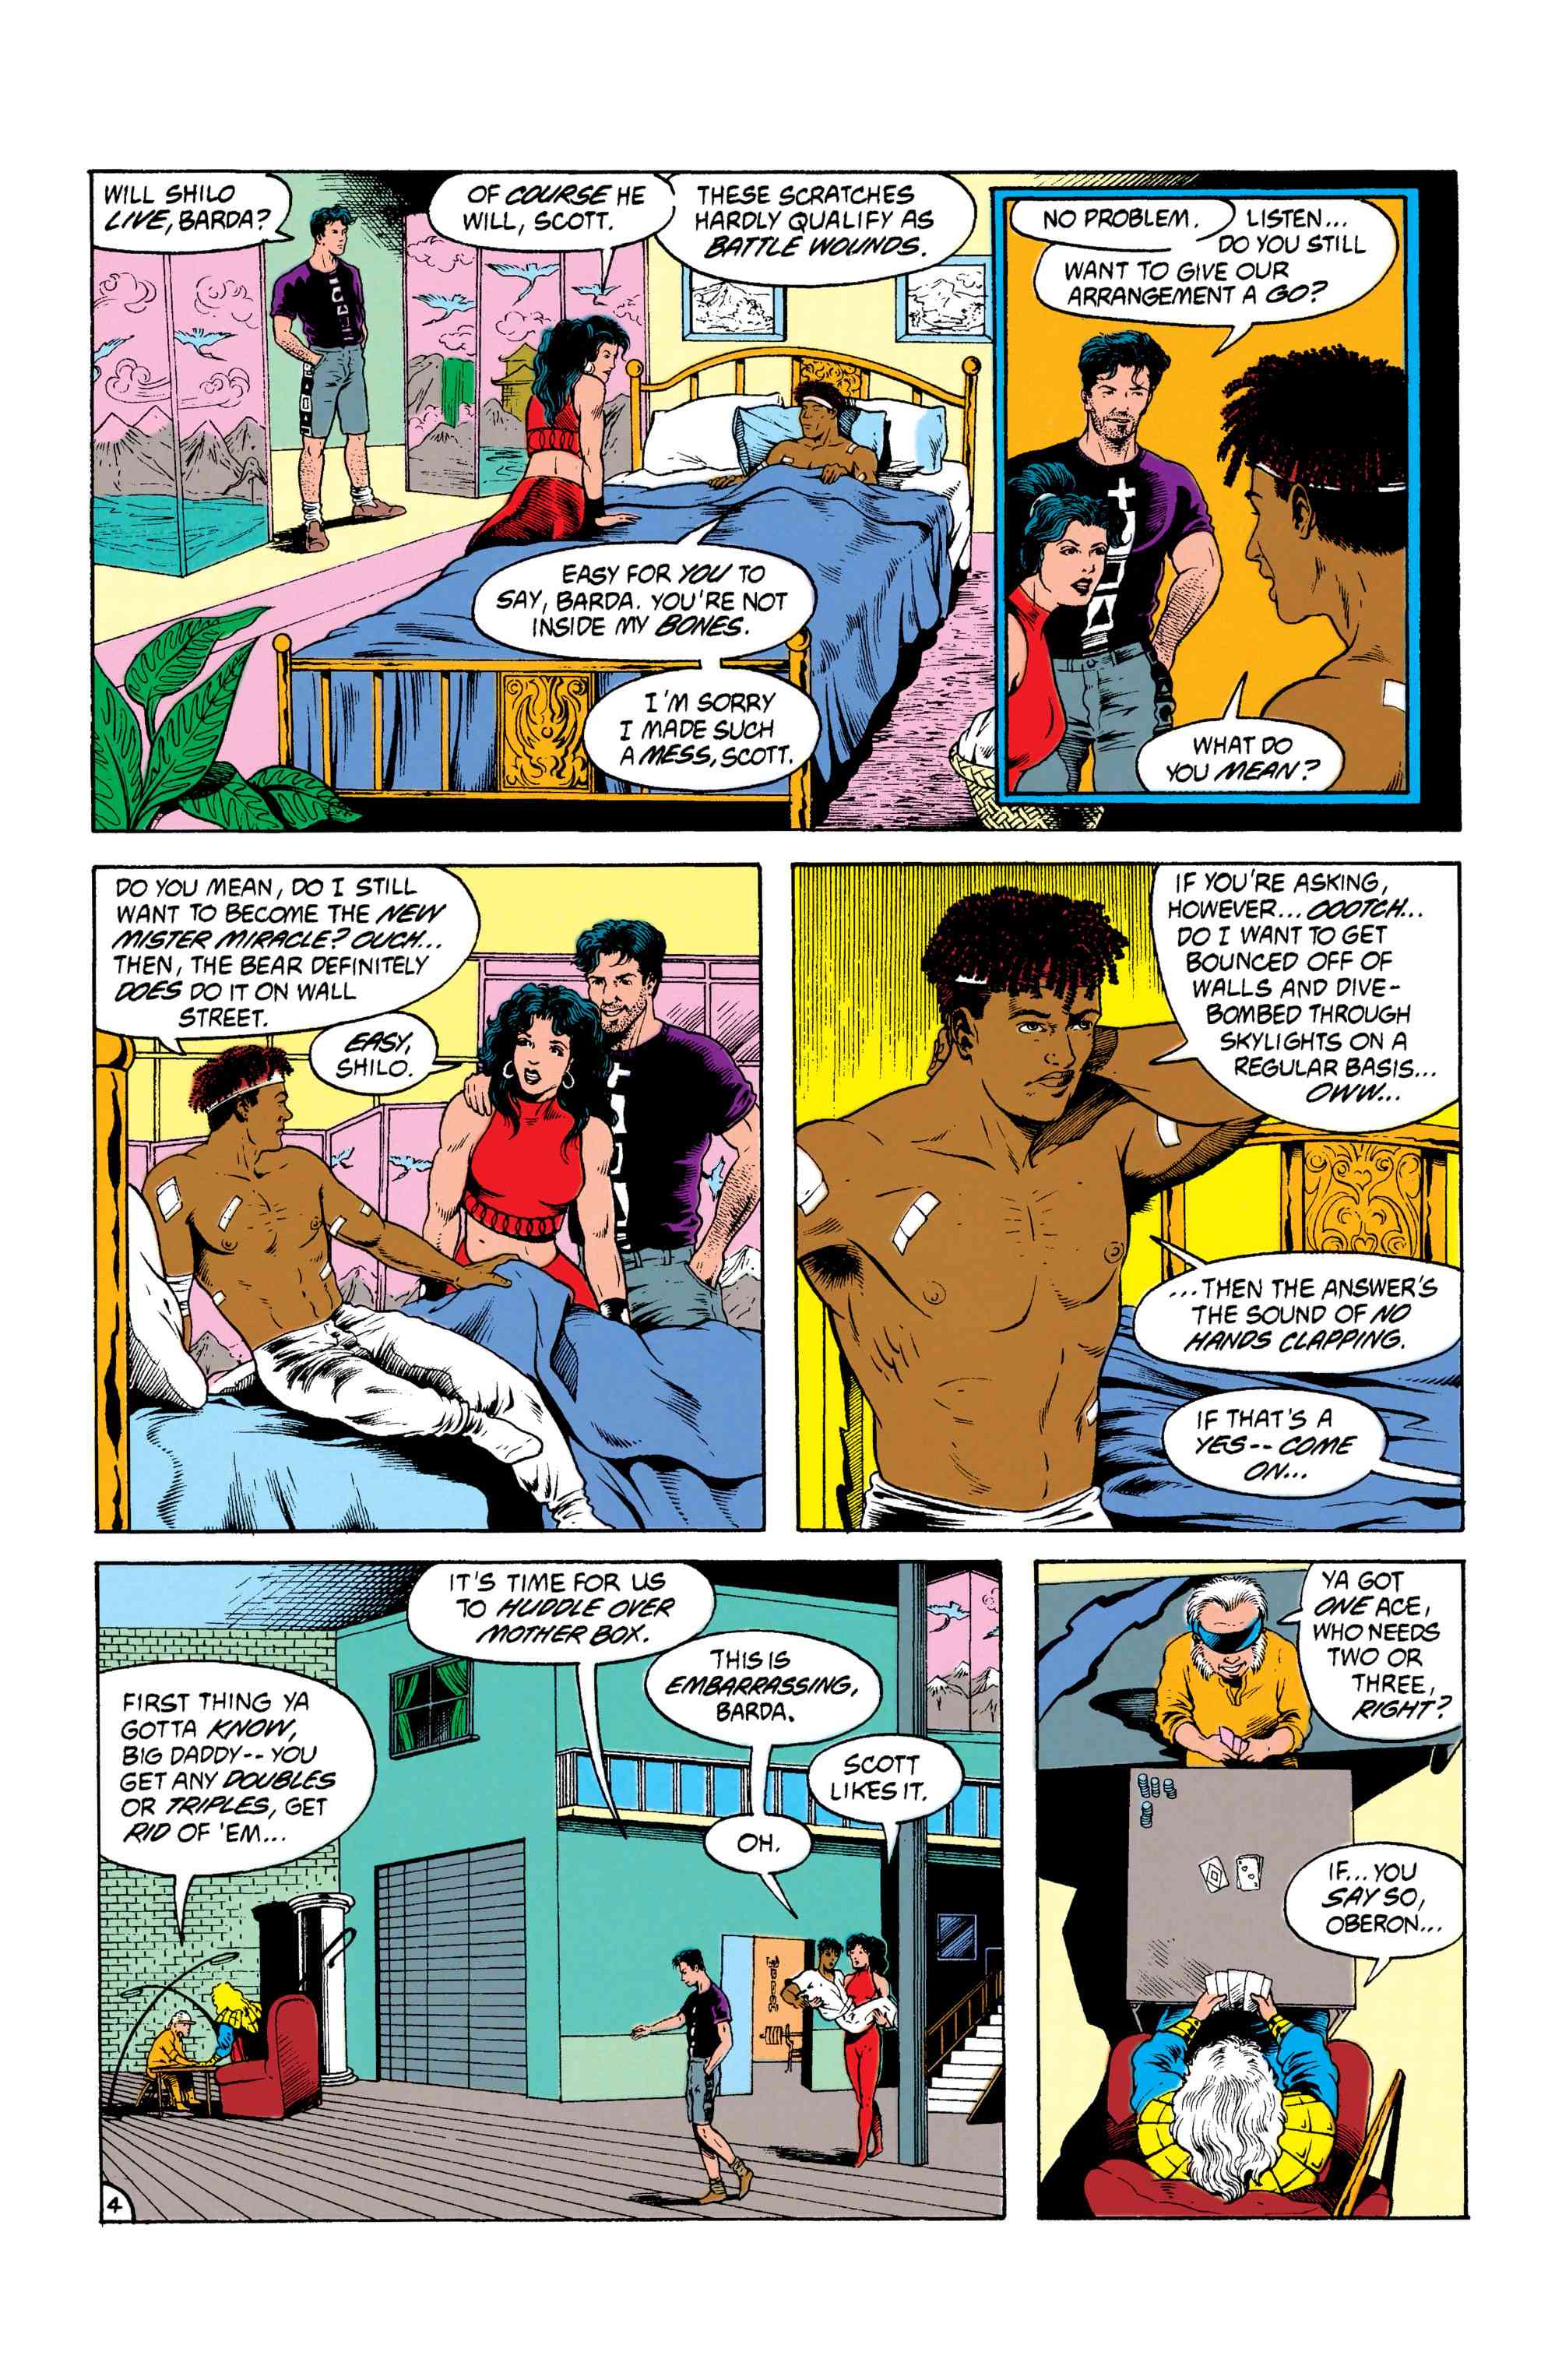 WILL SHILO
LIVE, BARDA?
OF COURSE HE
WILL, SCOTT.
THESE SCRATCHES
HARDLY QUALIFY AS
BATTLE WOUNDS.
EASY FOR YOU TO
SAY, BARDA. YOU'RE NOT
INSIDE MY BONES.
I'M SORRY
I MADE SUCH
A MESS, SCOTT.
NO PROBLEM.
LISTEN...
DO YOU STILL
WANT TO GIVE OUR
ARRANGEMENT A GO?
WHAT DO
YOU MEAN?
DO YOU MEAN, DO I STILL
WANT TO BECOME THE NEW
MISTER MIRACLE? OUCH...
THEN, THE BEAR DEFINITELY
DOES DO IT ON WALL
STREET.
EASY,
SHILO.
IF YOU'RE ASKING,
HOWEVER... OOOTCH...
DO I WANT TO GET
BOUNCED OFF OF
WALLS AND DIVE-
BOMBED THROUGH
SKYLIGHTS ON A
REGULAR BASIS...
OWW...
...THEN THE ANSWER'S
THE SOUND OF NO
HANDS CLAPPING.
IF THAT'S A
YES-- COME
ON...
FIRST THING YA
GOTTA KNOW,
BIG DADDY-- YOU
GET ANY DOUBLES
OR TRIPLES, GET
RID OF 'EM...
IT'S TIME FOR US
TO HUDDLE OVER
MOTHER BOX.
THIS IS
EMBARRASSING,
BARDA.
SCOTT
LIKES IT.
OH.
YA GOT
ONE ACE,
WHO NEEDS
TWO OR
THREE,
RIGHT?
IF...YOU
SAY SO,
OBERON...
4